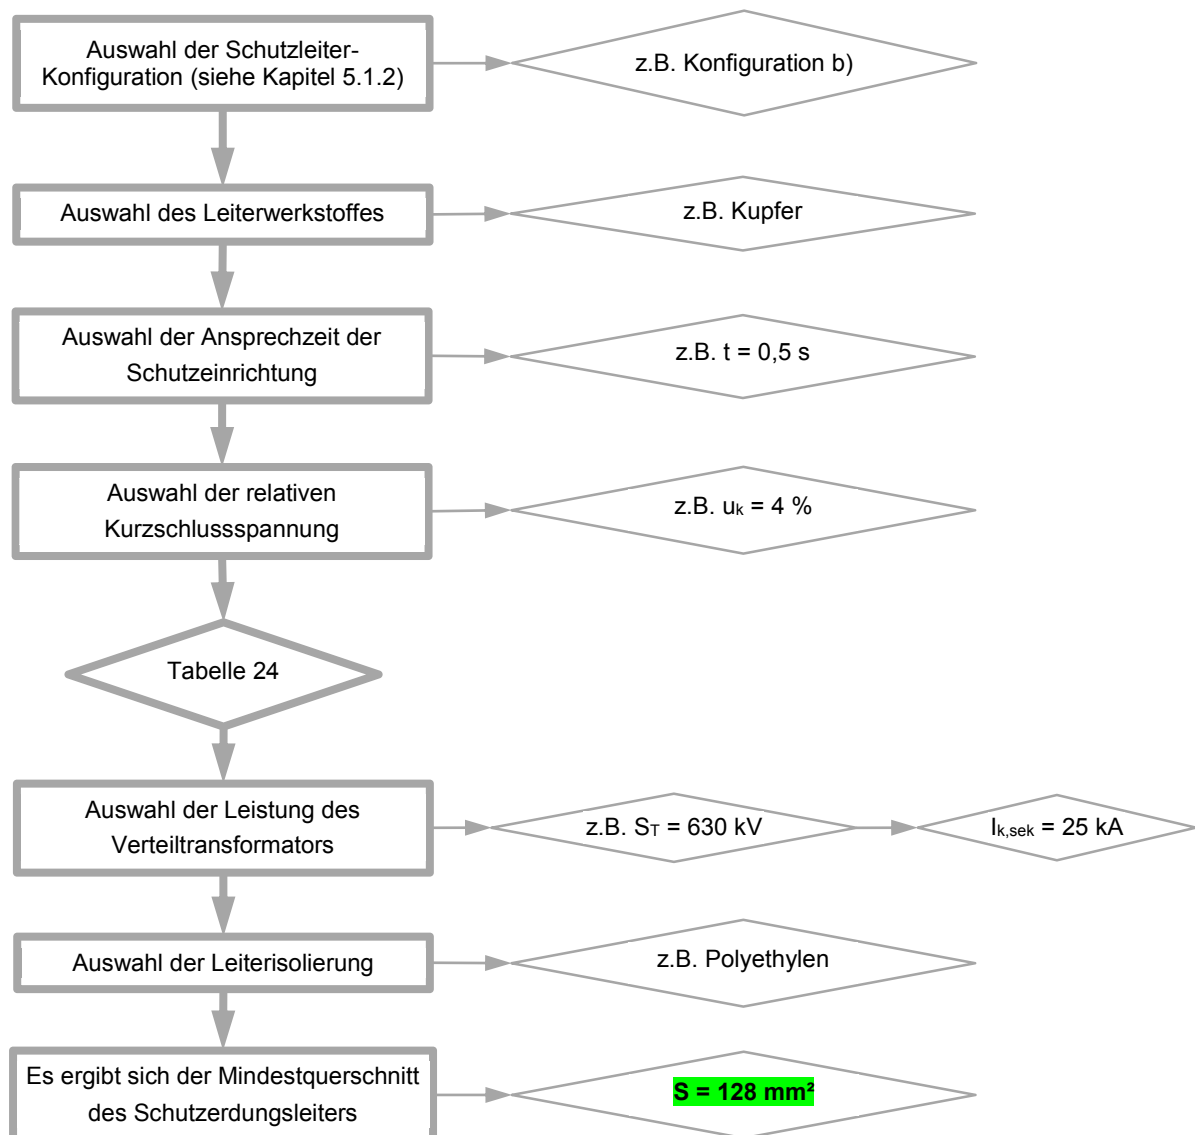 Auswahl der Schutzleiter-
Konfiguration (siehe Kapitel 5.1.2)
z.B. Konfiguration b)
Auswahl des Leiterwerkstoffes
z.B. Kupfer
Auswahl der Ansprechzeit der
Schutzeinrichtung
z.B. t = 0,5 s
Auswahl der relativen
Kurzschlussspannung
z.B. uk = 4 %
Tabelle 24
Auswahl der Leistung des
Verteiltransformators
z.B. ST = 630 kV
Ik,sek = 25 kA
Auswahl der Leiterisolierung
z.B. Polyethylen
Es ergibt sich der Mindestquerschnitt
des Schutzerdungsleiters
S = 128 mm²